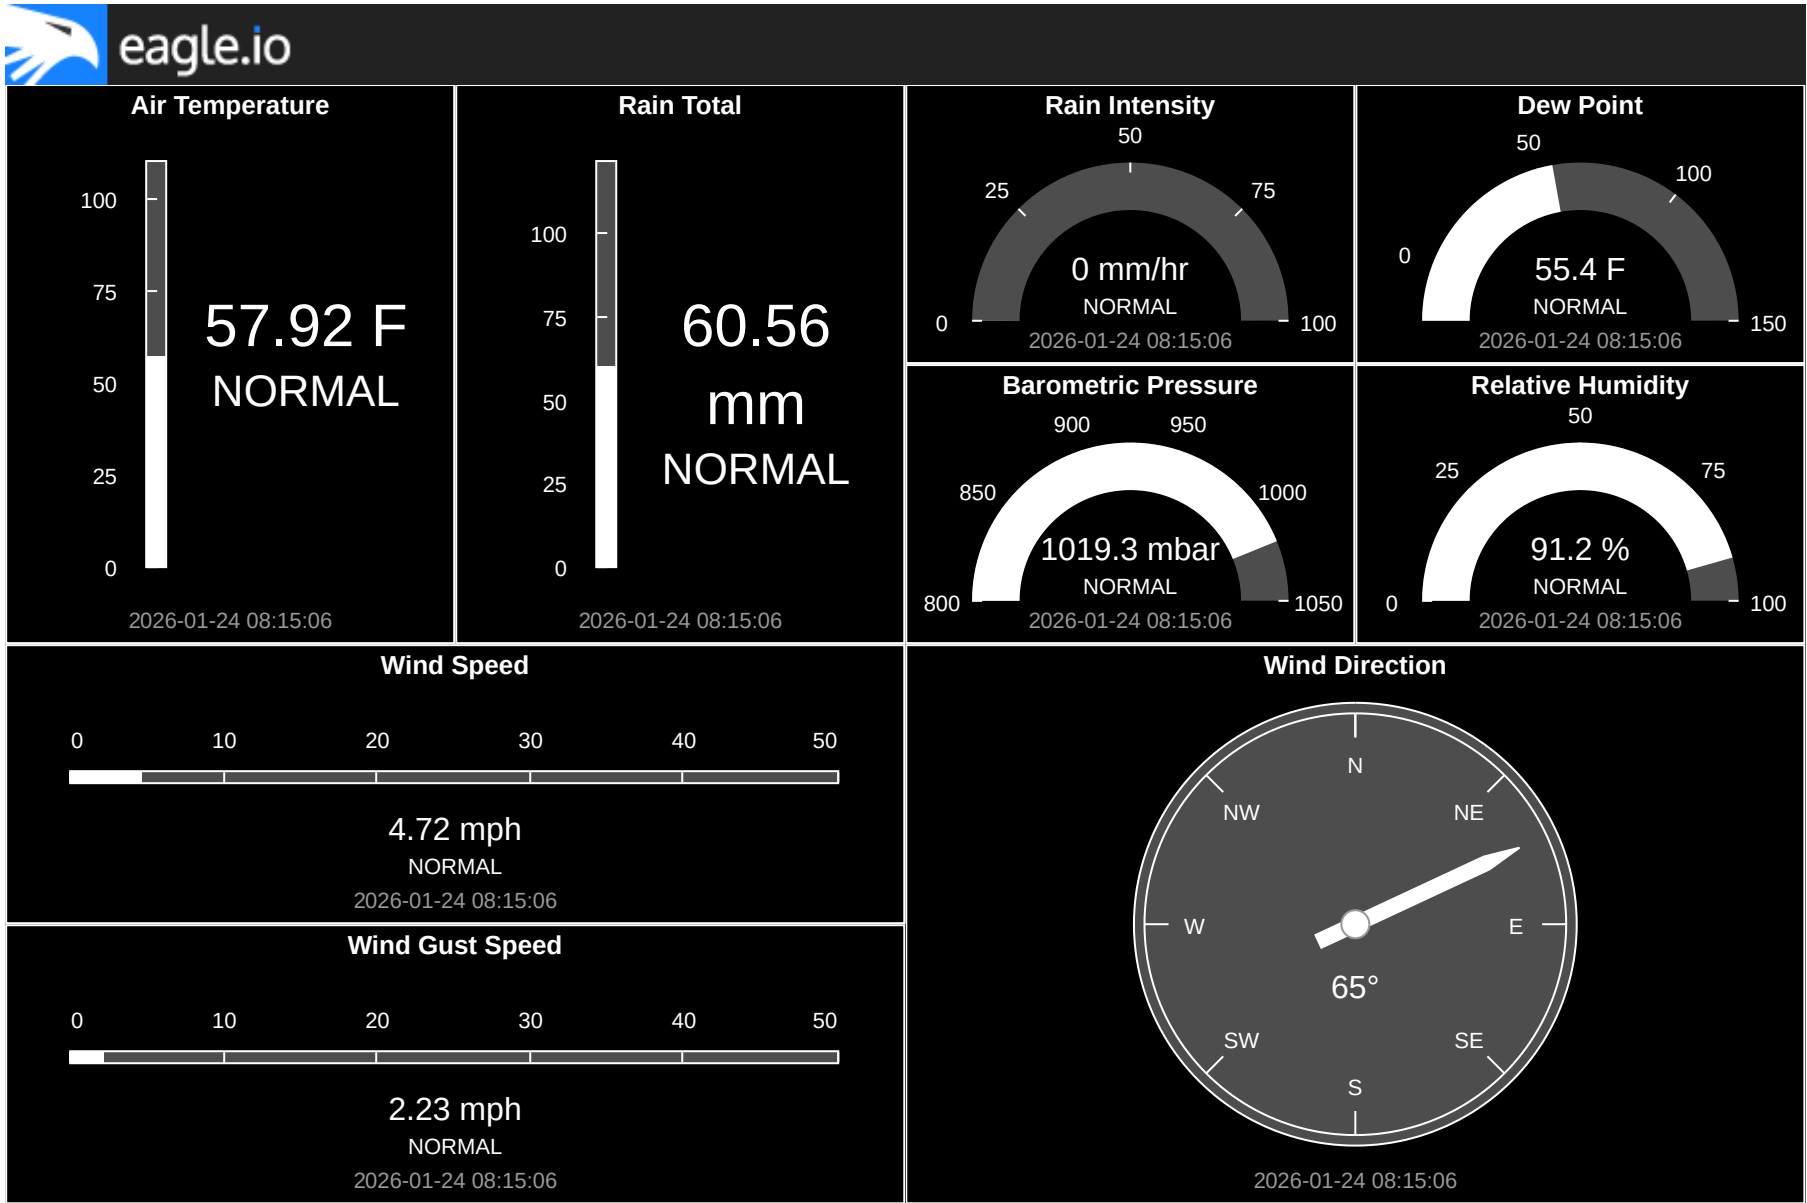 eagle.io
Air Temperature
100
75
50
25
0
57.92 F
NORMAL
2026-01-24 08:15:06
Rain Total
100
75
50
25
0
60.56
mm
NORMAL
2026-01-24 08:15:06
Rain Intensity
0
25
50
75
100
0 mm/hr
NORMAL
2026-01-24 08:15:06
Dew Point
0
50
100
150
55.4 F
NORMAL
2026-01-24 08:15:06
Barometric Pressure
800
850
900
950
1000
1050
1019.3 mbar
NORMAL
2026-01-24 08:15:06
Relative Humidity
0
25
50
75
100
91.2 %
NORMAL
2026-01-24 08:15:06
Wind Speed
0 10 20 30 40 50
4.72 mph
NORMAL
2026-01-24 08:15:06
Wind Gust Speed
0 10 20 30 40 50
2.23 mph
NORMAL
2026-01-24 08:15:06
Wind Direction
N
NW NE
W E
65°
SW SE
S
2026-01-24 08:15:06